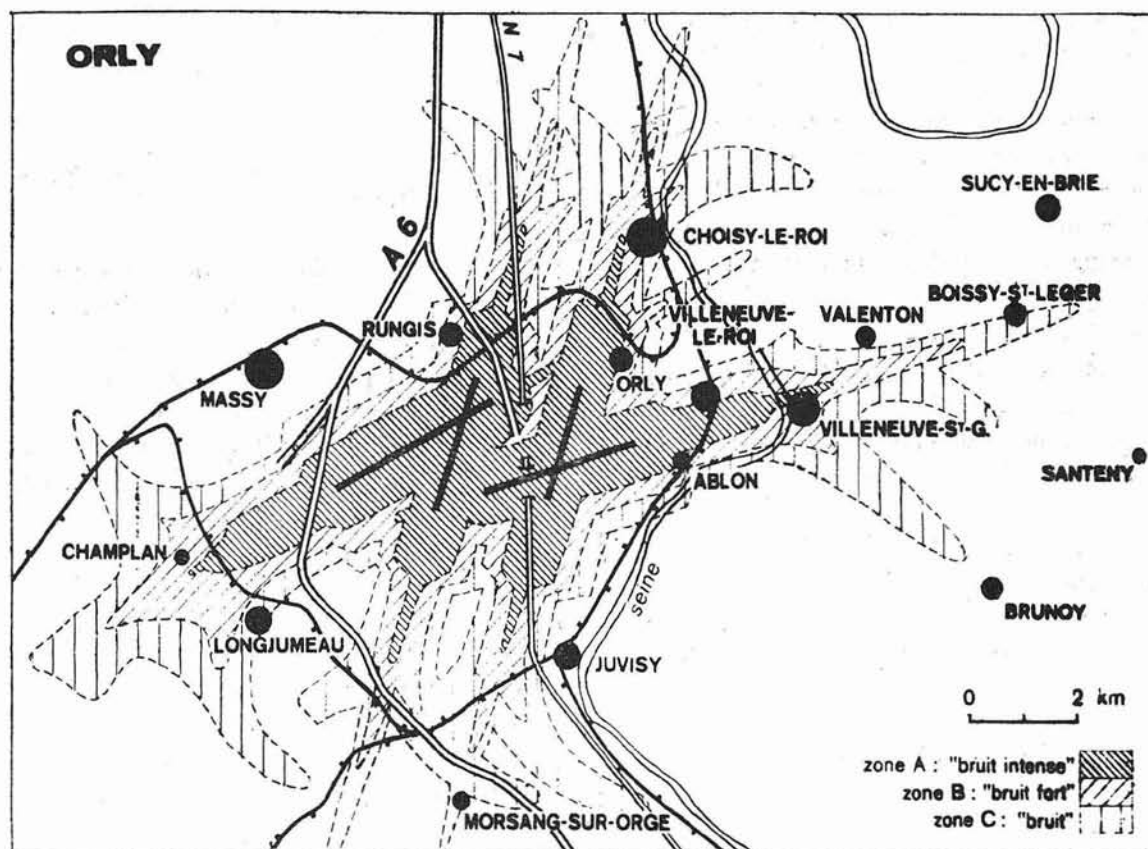 ORLY
N 7
A 6
SUCY-EN-BRIE
CHOISY-LE-ROI
BOISSY-ST-LEGER
VILLENEUVE-
LE-ROI
VALENTON
RUNGIS
MASSY
ORLY
VILLENEUVE-ST-G.
ABLON
SANTENY
CHAMPLAN
seine
BRUNOY
LONGJUMEAU
JUVISY
0 2 km
zone A : "bruit intense"
zone B : "bruit fort"
zone C : "bruit"
MORSANG-SUR-ORGE